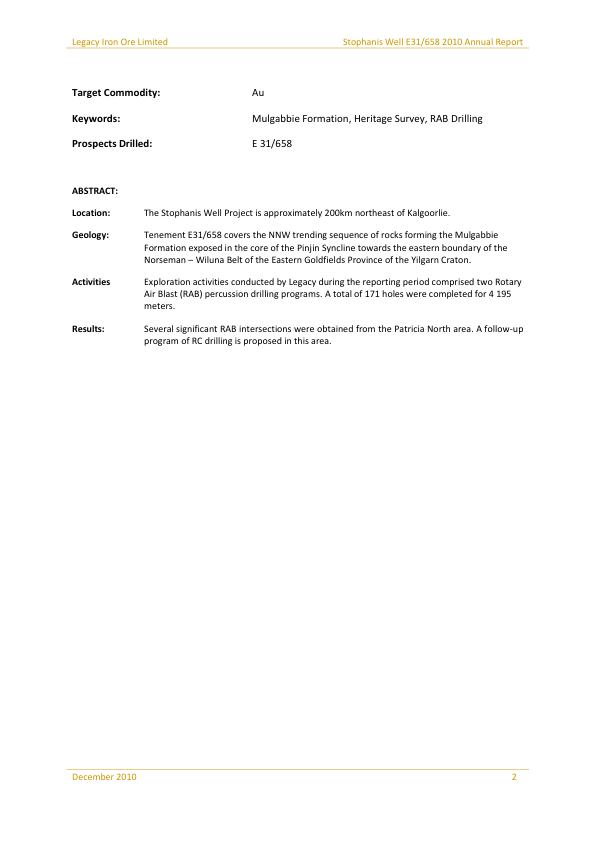 Legacy Iron Ore Limited Stophanis Well E31/658 2010 Annual Report
Target Commodity: Au
Keywords: Mulgabbie Formation, Heritage Survey, RAB Drilling
Prospects Drilled: E 31/658
ABSTRACT:
Location: The Stophanis Well Project is approximately 200km northeast of Kalgoorlie.
Geology: Tenement E31/658 covers the NNW trending sequence of rocks forming the Mulgabbie
Formation exposed in the core of the Pinjin Syncline towards the eastern boundary of the
Norseman – Wiluna Belt of the Eastern Goldfields Province of the Yilgarn Craton.
Activities Exploration activities conducted by Legacy during the reporting period comprised two Rotary
Air Blast (RAB) percussion drilling programs. A total of 171 holes were completed for 4 195
meters.
Results: Several significant RAB intersections were obtained from the Patricia North area. A follow-up
program of RC drilling is proposed in this area.
December 2010 2